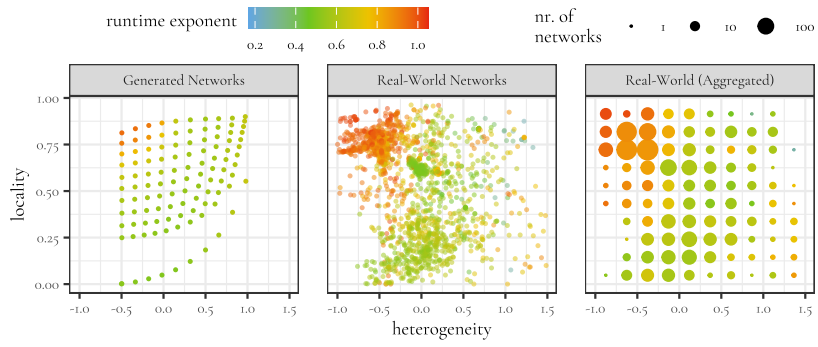 runtime exponent
0.2 0.4 0.6 0.8 1.0
nr. of
networks
1 10 100
Generated Networks
Real-World Networks
Real-World (Aggregated)
locality
1.00
0.75
0.50
0.25
0.00
-1.0 -0.5 0.0 0.5 1.0 1.5
-1.0 -0.5 0.0 0.5 1.0 1.5
-1.0 -0.5 0.0 0.5 1.0 1.5
heterogeneity